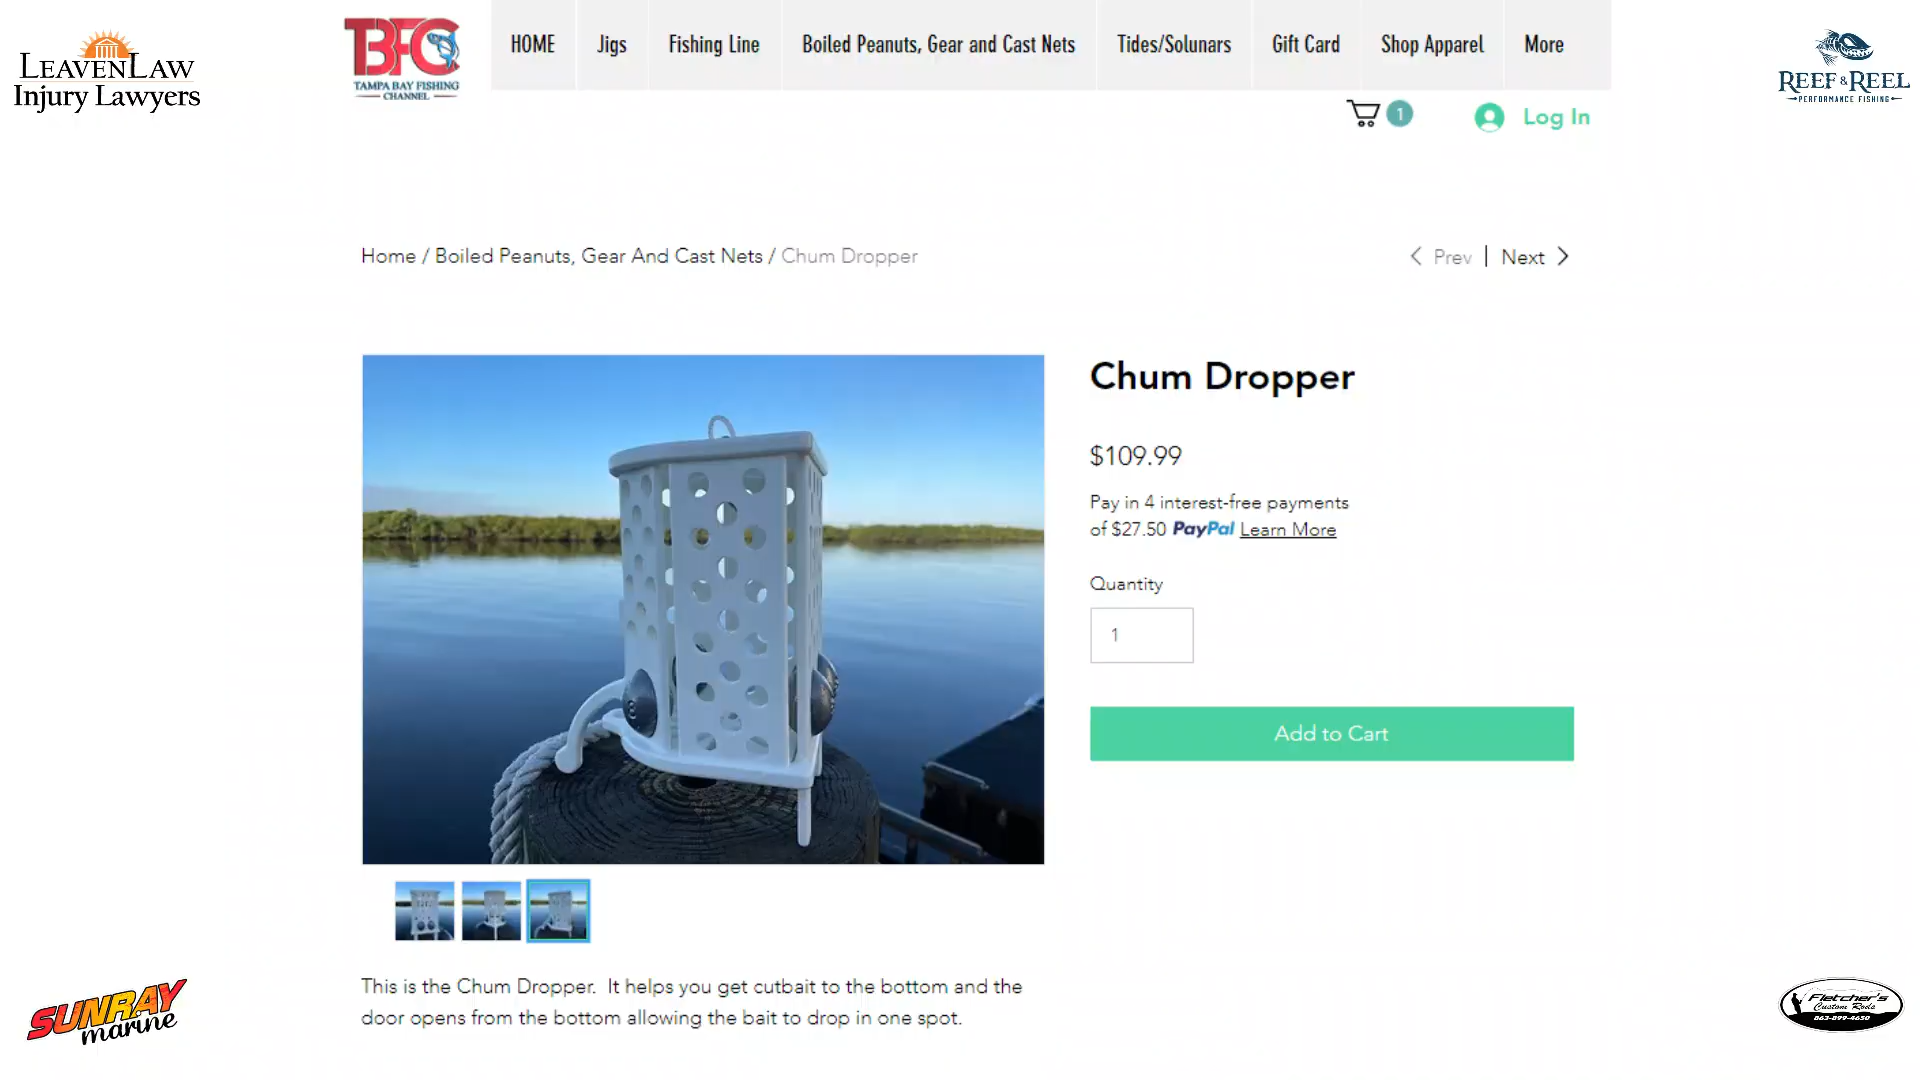 LEAVENLAW
Injury Lawyers
TBFC
TAMPA BAY FISHING
CHANNEL
HOME
Jigs
Fishing Line
Boiled Peanuts, Gear and Cast Nets
Tides/Solunars
Gift Card
Shop Apparel
More
REEF & REEL
PERFORMANCE FISHING
1
Log In
Home / Boiled Peanuts, Gear And Cast Nets / Chum Dropper
Prev | Next
Chum Dropper
$109.99
Pay in 4 interest-free payments
of $27.50 PayPal Learn More
Quantity
1
Add to Cart
This is the Chum Dropper. It helps you get cutbait to the bottom and the
door opens from the bottom allowing the bait to drop in one spot.
SUNRAY
marine
Fletcher's
Custom Rods
863-899-4630